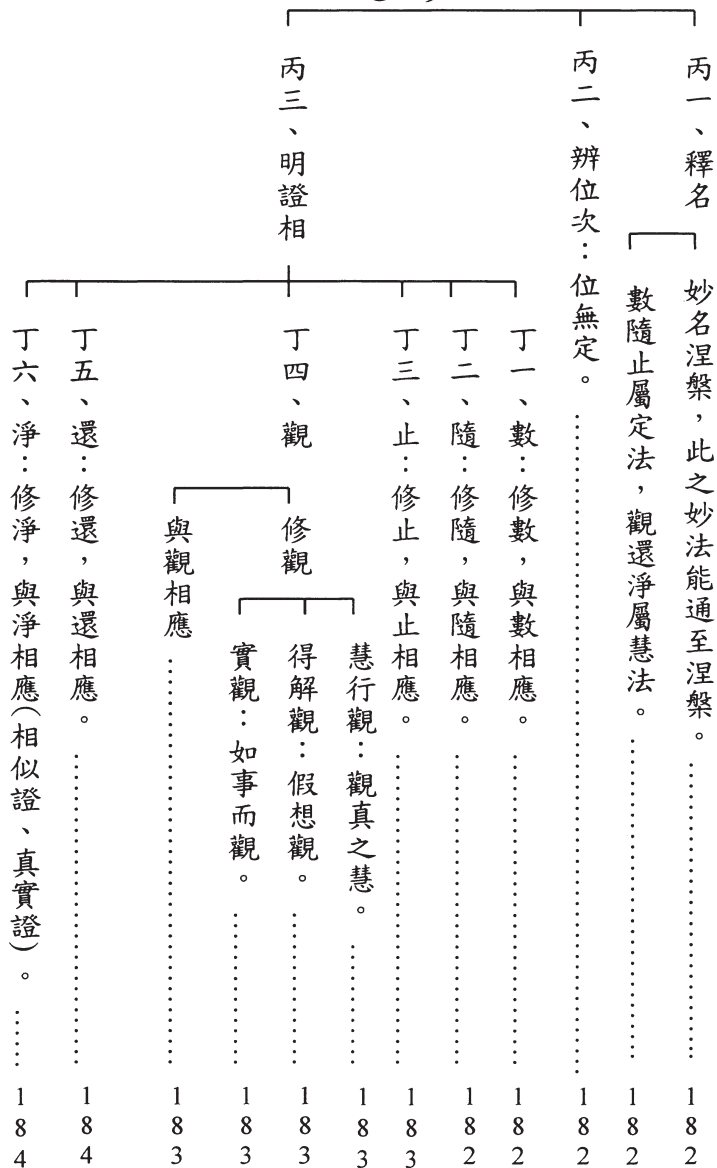 丙一、釋名
妙名涅槃，此之妙法能通至涅槃。……182
數隨止屬定法，觀還淨屬慧法。……182
丙二、辨位次：位無定。……182
丙三、明證相
丁一、數：修數，與數相應。……182
丁二、隨：修隨，與隨相應。……182
丁三、止：修止，與止相應。……183
丁四、觀
修觀
慧行觀：觀真之慧。……183
得解觀：假想觀。……183
實觀：如事而觀。……183
與觀相應……183
丁五、還：修還，與還相應。……184
丁六、淨：修淨，與淨相應(相似證、真實證)。……184